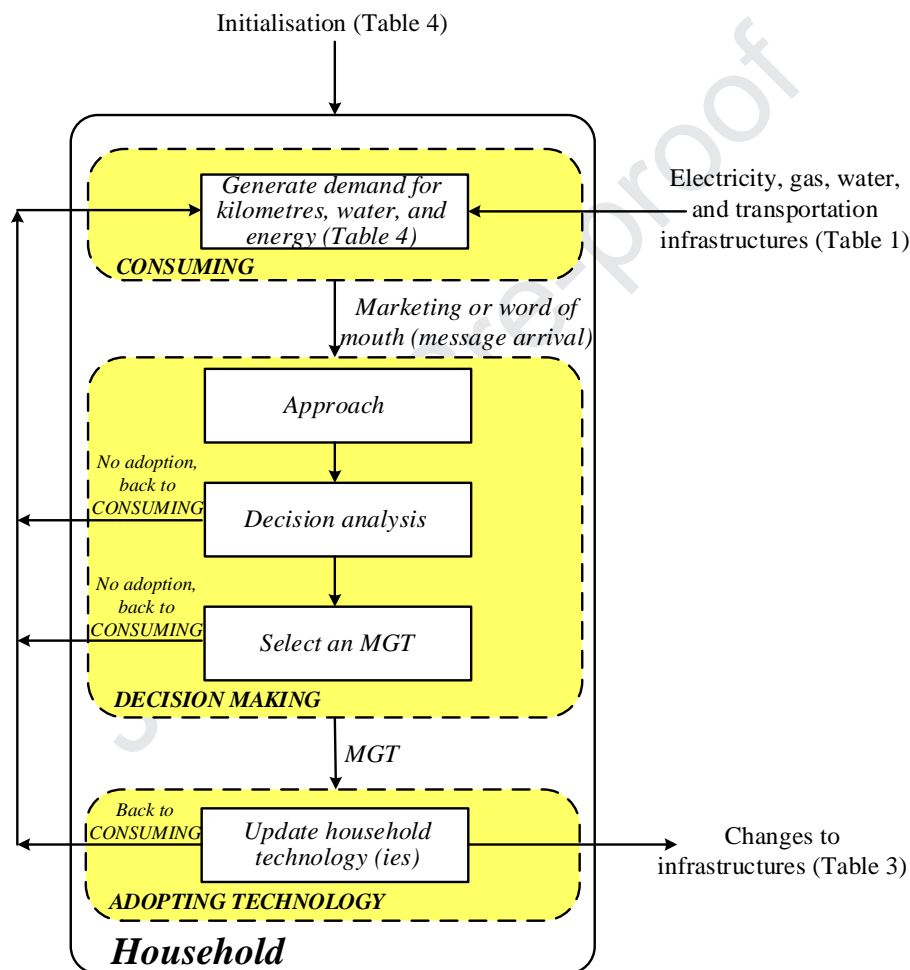 Initialisation (Table 4)
Generate demand for
kilometres, water, and
energy (Table 4)
CONSUMING
Electricity, gas, water,
and transportation
infrastructures (Table 1)
Marketing or word of
mouth (message arrival)
Approach
No adoption,
back to
CONSUMING
Decision analysis
No adoption,
back to
CONSUMING
Select an MGT
DECISION MAKING
MGT
Back to
CONSUMING
Update household
technology (ies)
ADOPTING TECHNOLOGY
Changes to
infrastructures (Table 3)
Household
re-proof